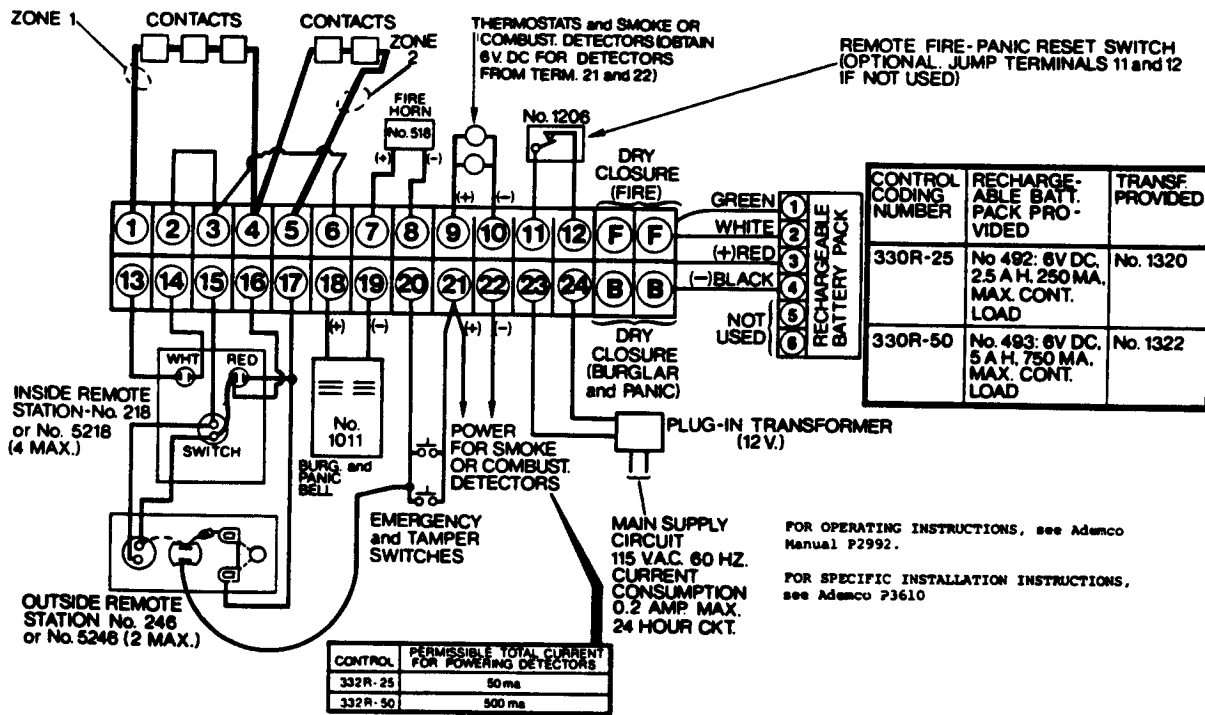 ZONE 1
CONTACTS
CONTACTS
ZONE
2
THERMOSTATS and SMOKE OR
COMBUST. DETECTORS (OBTAIN
6V. DC FOR DETECTORS
FROM TERM. 21 and 22)
REMOTE FIRE-PANIC RESET SWITCH
(OPTIONAL. JUMP TERMINALS 11 and 12
IF NOT USED)
FIRE
HORN
No. 518
(+)
(-)
(+)
(-)
No. 1206
DRY
CLOSURE
(FIRE)
1 2 3 4 5 6 7 8 9 10 11 12 F F
13 14 15 16 17 18 19 20 21 22 23 24 B B
GREEN
WHITE
(+)RED
(-)BLACK
NOT
USED
1
2
3
4
5
6
RECHARGEABLE
BATTERY PACK
CONTROL
CODING
NUMBER
RECHARGE-
ABLE BATT.
PACK PRO-
VIDED
TRANSF.
PROVIDED
330R-25
No 492: 6V DC,
2.5 A H. 250 MA,
MAX. CONT.
LOAD
No. 1320
330R-50
No. 493: 6V DC,
5 A H, 750 MA,
MAX. CONT.
LOAD
No. 1322
WHT
RED
SWITCH
INSIDE REMOTE
STATION-No. 218
or No. 5218
(4 MAX.)
(+)
(-)
No.
1011
BURG. and
PANIC
BELL
(+)
(-)
EMERGENCY
and TAMPER
SWITCHES
POWER
FOR SMOKE
OR COMBUST.
DETECTORS
DRY
CLOSURE
(BURGLAR
and PANIC)
PLUG-IN TRANSFORMER
(12 V.)
MAIN SUPPLY
CIRCUIT
115 V.A.C. 60 HZ.
CURRENT
CONSUMPTION
0.2 AMP. MAX.
24 HOUR CKT.
FOR OPERATING INSTRUCTIONS, see Ademco
Manual P2992.
FOR SPECIFIC INSTALLATION INSTRUCTIONS,
see Ademco P3610
OUTSIDE REMOTE
STATION No. 246
or No. 5246 (2 MAX.)
CONTROL
PERMISSIBLE TOTAL CURRENT
FOR POWERING DETECTORS
332R-25
50 ma
332R-50
500 ma